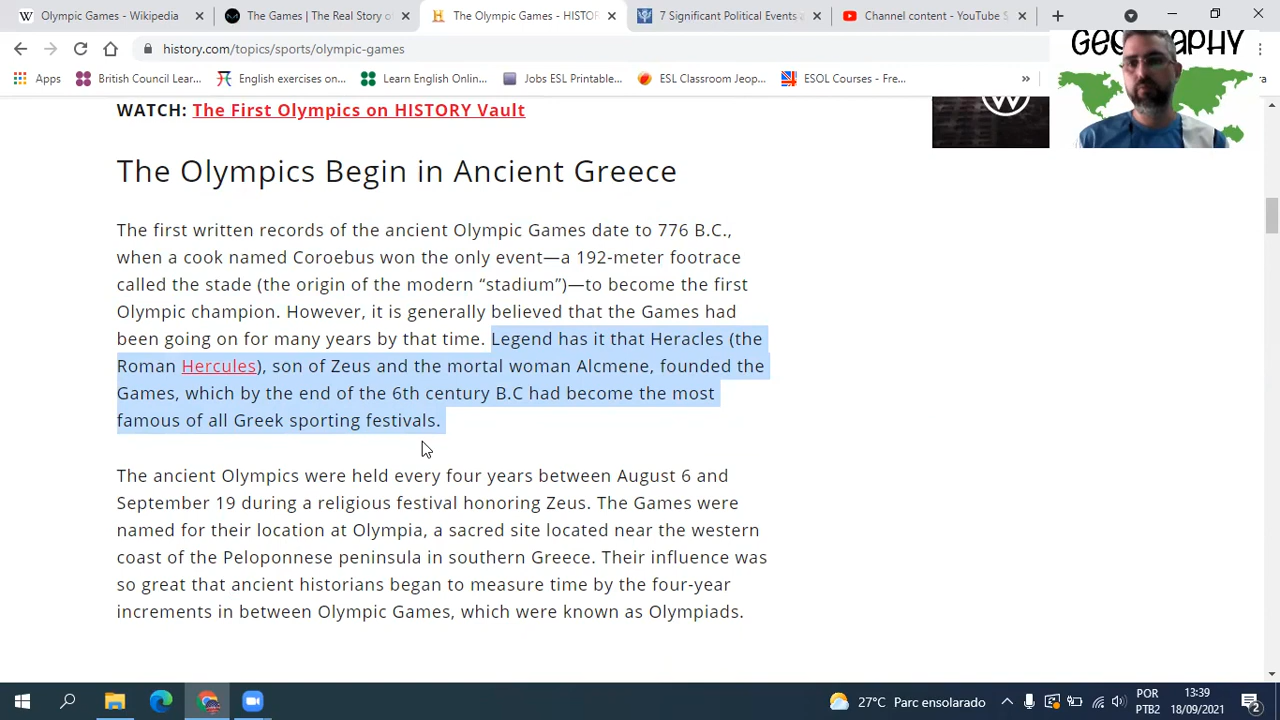 Olympic Games - Wikipedia
The Games | The Real Story of
The Olympic Games - HISTOR
7 Significant Political Events a
Channel content - YouTube S
history.com/topics/sports/olympic-games
Apps
British Council Lear...
English exercises on...
Learn English Online...
Jobs ESL Printable...
ESL Classroom Jeop...
ESOL Courses - Fre...
GEOGRAPHY
WATCH: The First Olympics on HISTORY Vault
The Olympics Begin in Ancient Greece
The first written records of the ancient Olympic Games date to 776 B.C.,
when a cook named Coroebus won the only event—a 192-meter footrace
called the stade (the origin of the modern “stadium”)—to become the first
Olympic champion. However, it is generally believed that the Games had
been going on for many years by that time. Legend has it that Heracles (the
Roman Hercules), son of Zeus and the mortal woman Alcmene, founded the
Games, which by the end of the 6th century B.C had become the most
famous of all Greek sporting festivals.
The ancient Olympics were held every four years between August 6 and
September 19 during a religious festival honoring Zeus. The Games were
named for their location at Olympia, a sacred site located near the western
coast of the Peloponnese peninsula in southern Greece. Their influence was
so great that ancient historians began to measure time by the four-year
increments in between Olympic Games, which were known as Olympiads.
27°C Parc ensolarado
POR
PTB2
13:39
18/09/2021
2